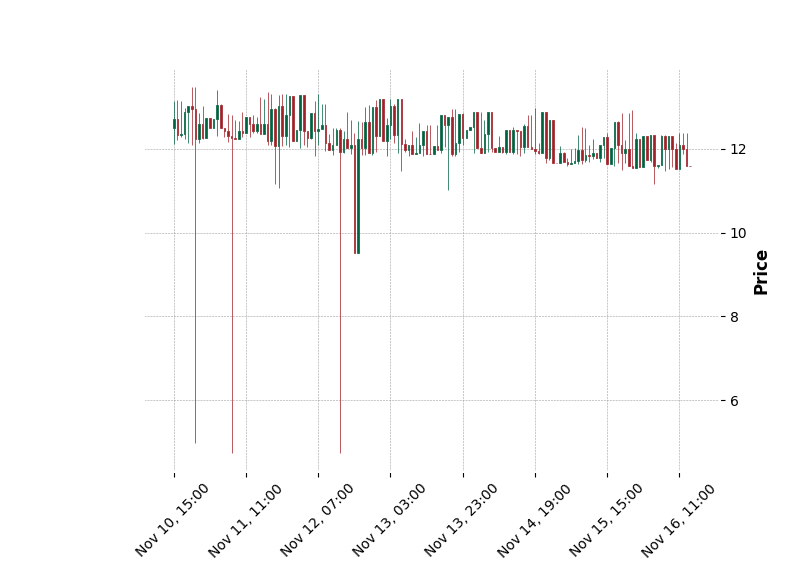 12
10
8
6
Price
Nov 10, 15:00
Nov 11, 11:00
Nov 12, 07:00
Nov 13, 03:00
Nov 13, 23:00
Nov 14, 19:00
Nov 15, 15:00
Nov 16, 11:00